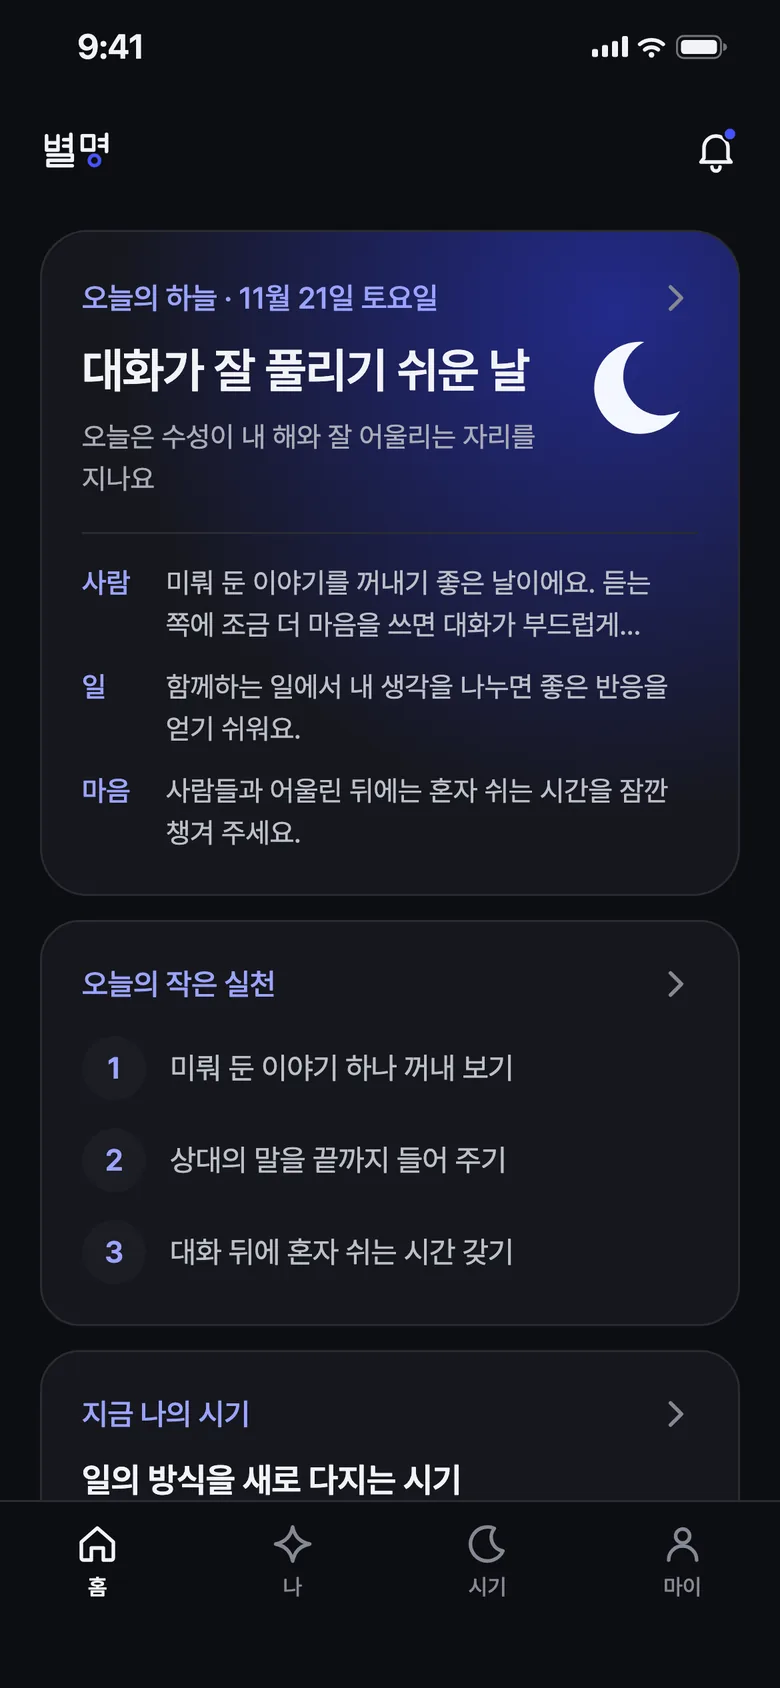 9:41
별명
오늘의 하늘 · 11월 21일 토요일
대화가 잘 풀리기 쉬운 날
오늘은 수성이 내 해와 잘 어울리는 자리를
지나요
사람
미뤄 둔 이야기를 꺼내기 좋은 날이에요. 듣는
쪽에 조금 더 마음을 쓰면 대화가 부드럽게...
일
함께하는 일에서 내 생각을 나누면 좋은 반응을
얻기 쉬워요.
마음
사람들과 어울린 뒤에는 혼자 쉬는 시간을 잠깐
챙겨 주세요.
오늘의 작은 실천
1 미뤄 둔 이야기 하나 꺼내 보기
2 상대의 말을 끝까지 들어 주기
3 대화 뒤에 혼자 쉬는 시간 갖기
지금 나의 시기
일의 방식을 새로 다지는 시기
홈 나 시기 마이